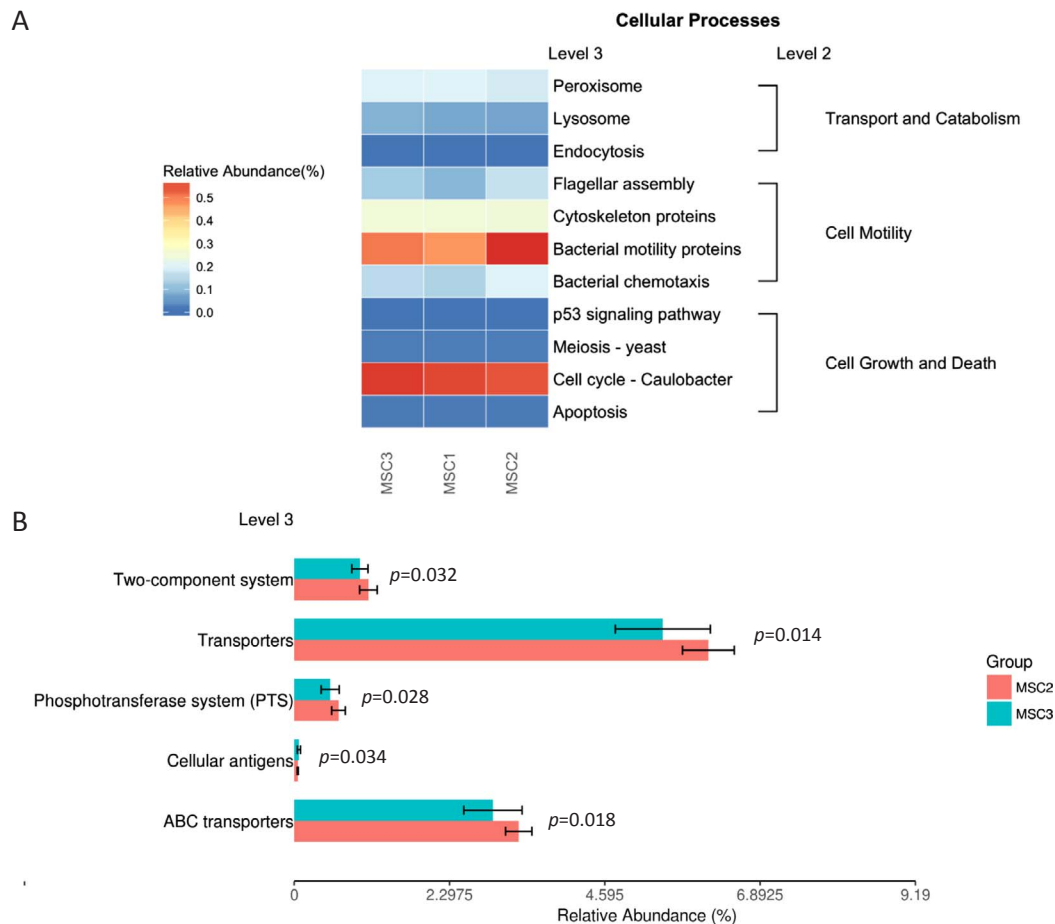 A
Cellular Processes
Level 3
Level 2
Peroxisome
Lysosome
Endocytosis
Flagellar assembly
Cytoskeleton proteins
Bacterial motility proteins
Bacterial chemotaxis
p53 signaling pathway
Meiosis - yeast
Cell cycle - Caulobacter
Apoptosis
Transport and Catabolism
Cell Motility
Cell Growth and Death
Relative Abundance(%)
0.5
0.4
0.3
0.2
0.1
0.0
MSC3
MSC1
MSC2
B
Level 3
Two-component system
p=0.032
Transporters
p=0.014
Phosphotransferase system (PTS)
p=0.028
Cellular antigens
p=0.034
ABC transporters
p=0.018
Group
MSC2
MSC3
0 2.2975 4.595 6.8925 9.19
Relative Abundance (%)